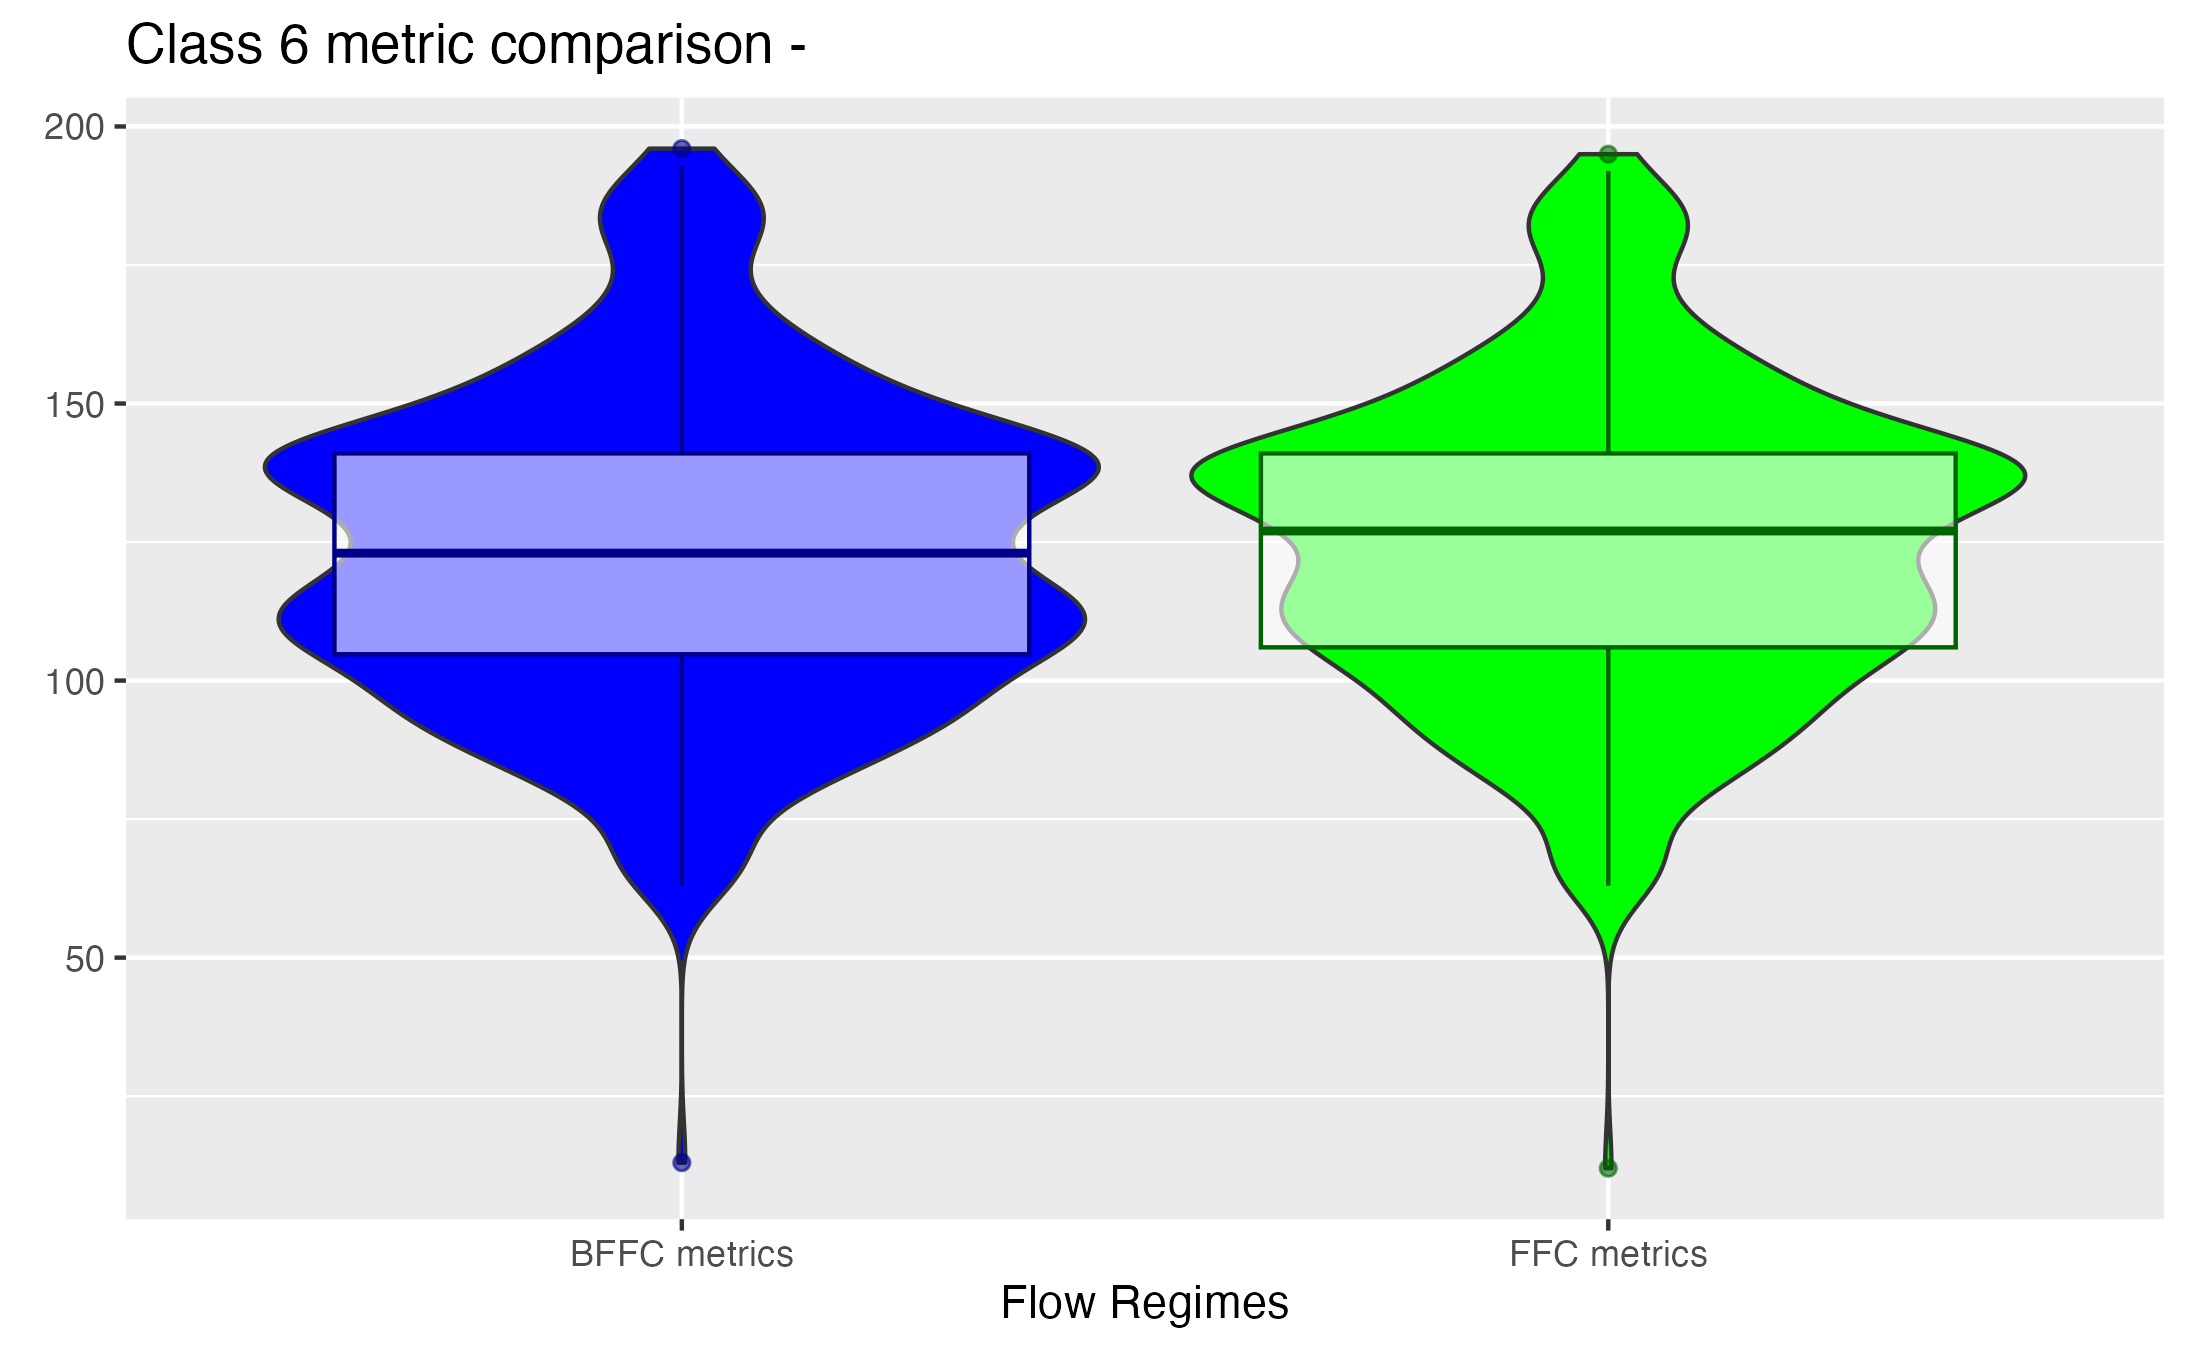 Class 6 metric comparison -
200
150
100
50
BFFC metrics
FFC metrics
Flow Regimes